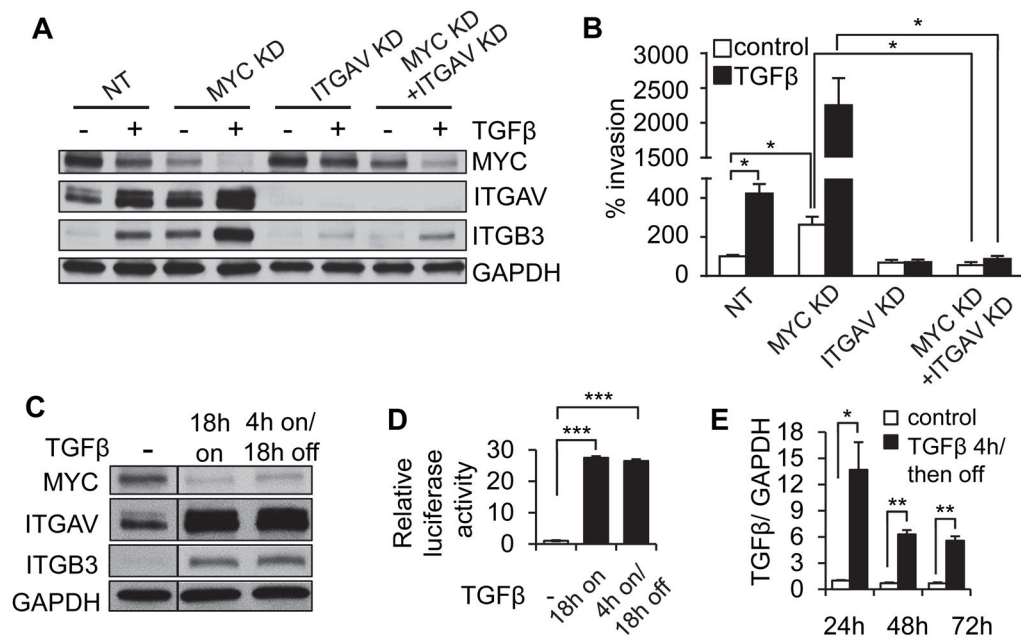 A
NT
MYC KD
ITGAV KD
MYC KD
+ITGAV KD
- + - + - + - + TGFβ
MYC
ITGAV
ITGB3
GAPDH
B
% invasion
3000
2500
2000
1500
400
200
0
control
TGFβ
*
*
*
*
NT
MYC KD
ITGAV KD
MYC KD
+ITGAV KD
C
TGFβ - 18h on 4h on/ 18h off
MYC
ITGAV
ITGB3
GAPDH
D
Relative
luciferase
activity
30
20
10
0
***
***
TGFβ
-
18h on
4h on/
18h off
E
TGFβ/ GAPDH
18
15
12
9
6
3
0
control
TGFβ 4h/
then off
*
**
**
24h 48h 72h